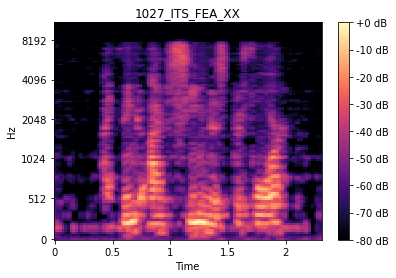 1027_ITS_FEA_XX
+0 dB
8192
-10 dB
4096
-20 dB
-30 dB
2048
Hz
-40 dB
1024
-50 dB
512
-60 dB
-70 dB
0
-80 dB
0 0.5 1 1.5 2
Time